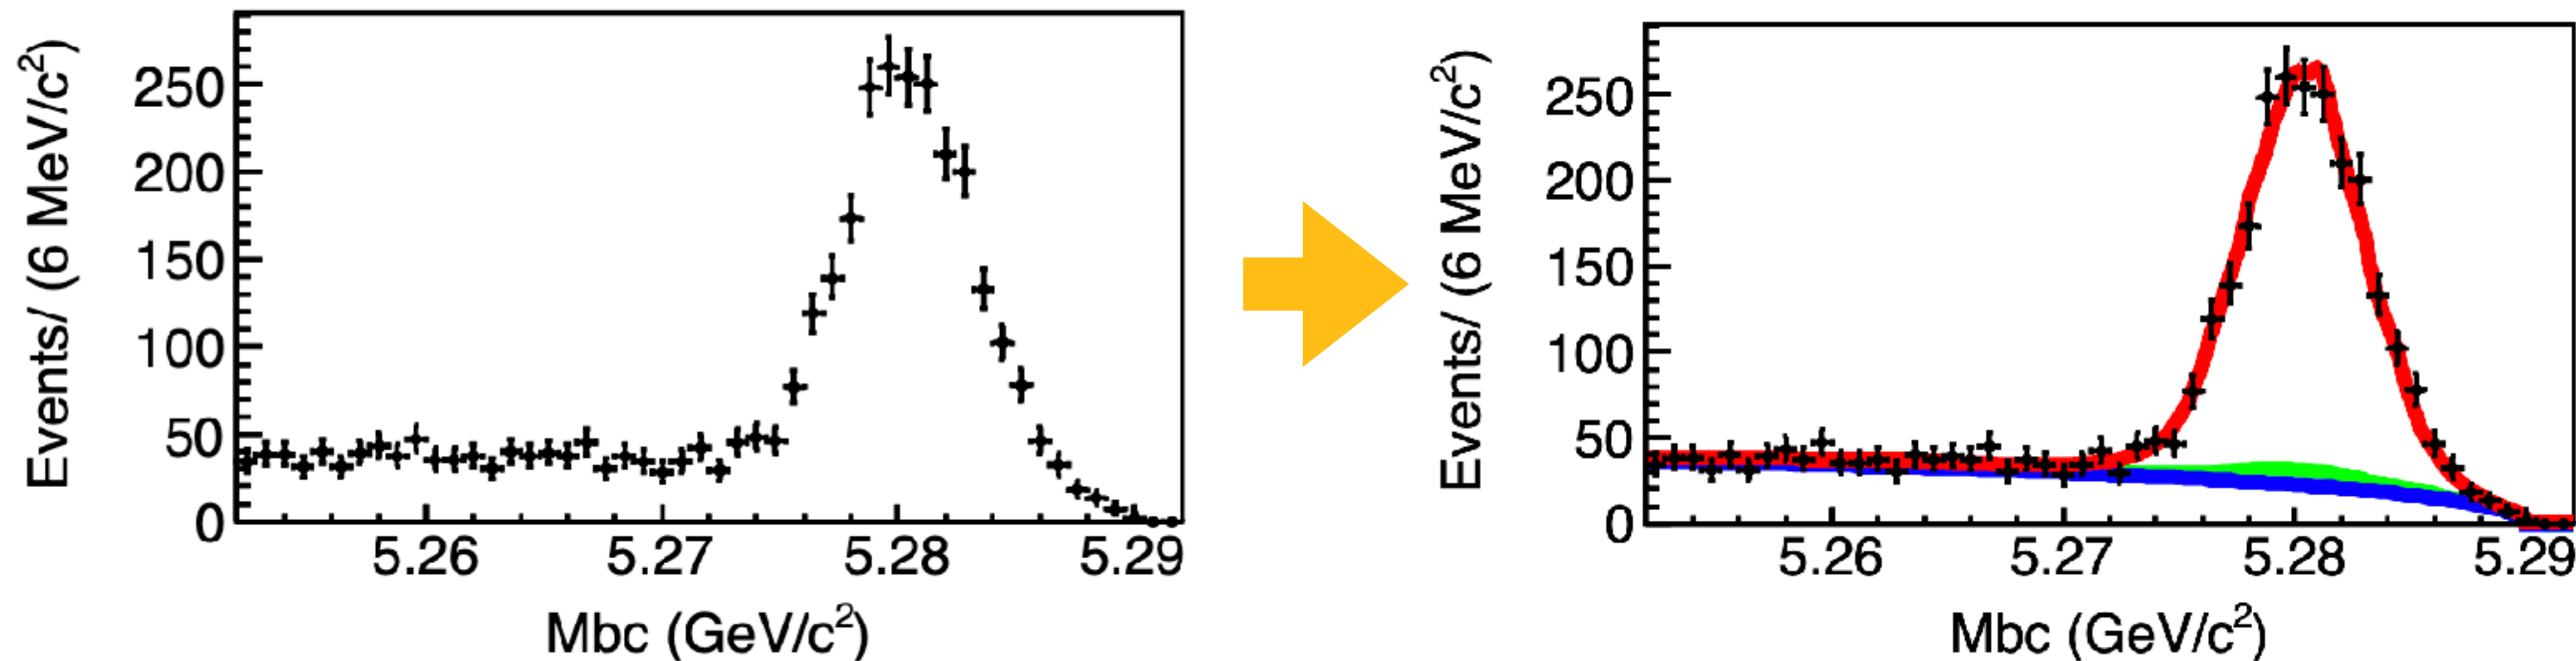 Events/ (6 MeV/c²)
250
200
150
100
50
0
5.26 5.27 5.28 5.29
Mbc (GeV/c²)
Events/ (6 MeV/c²)
250
200
150
100
50
0
5.26 5.27 5.28 5.29
Mbc (GeV/c²)